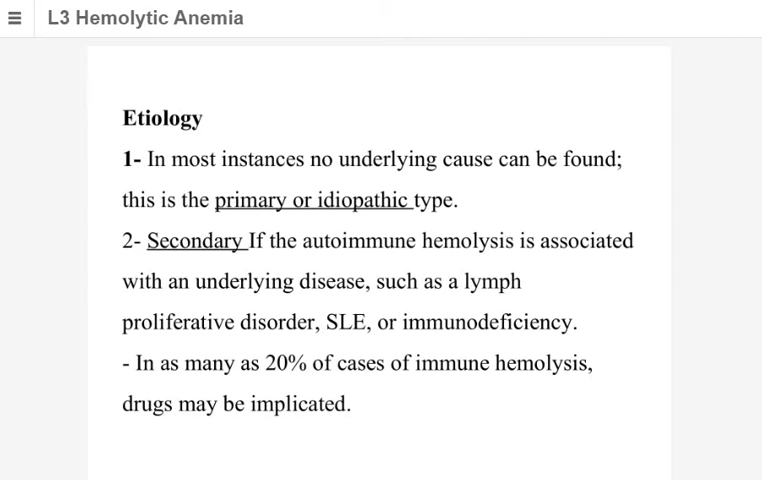 L3 Hemolytic Anemia
Etiology
1- In most instances no underlying cause can be found;
this is the primary or idiopathic type.
2- Secondary If the autoimmune hemolysis is associated
with an underlying disease, such as a lymph
proliferative disorder, SLE, or immunodeficiency.
- In as many as 20% of cases of immune hemolysis,
drugs may be implicated.